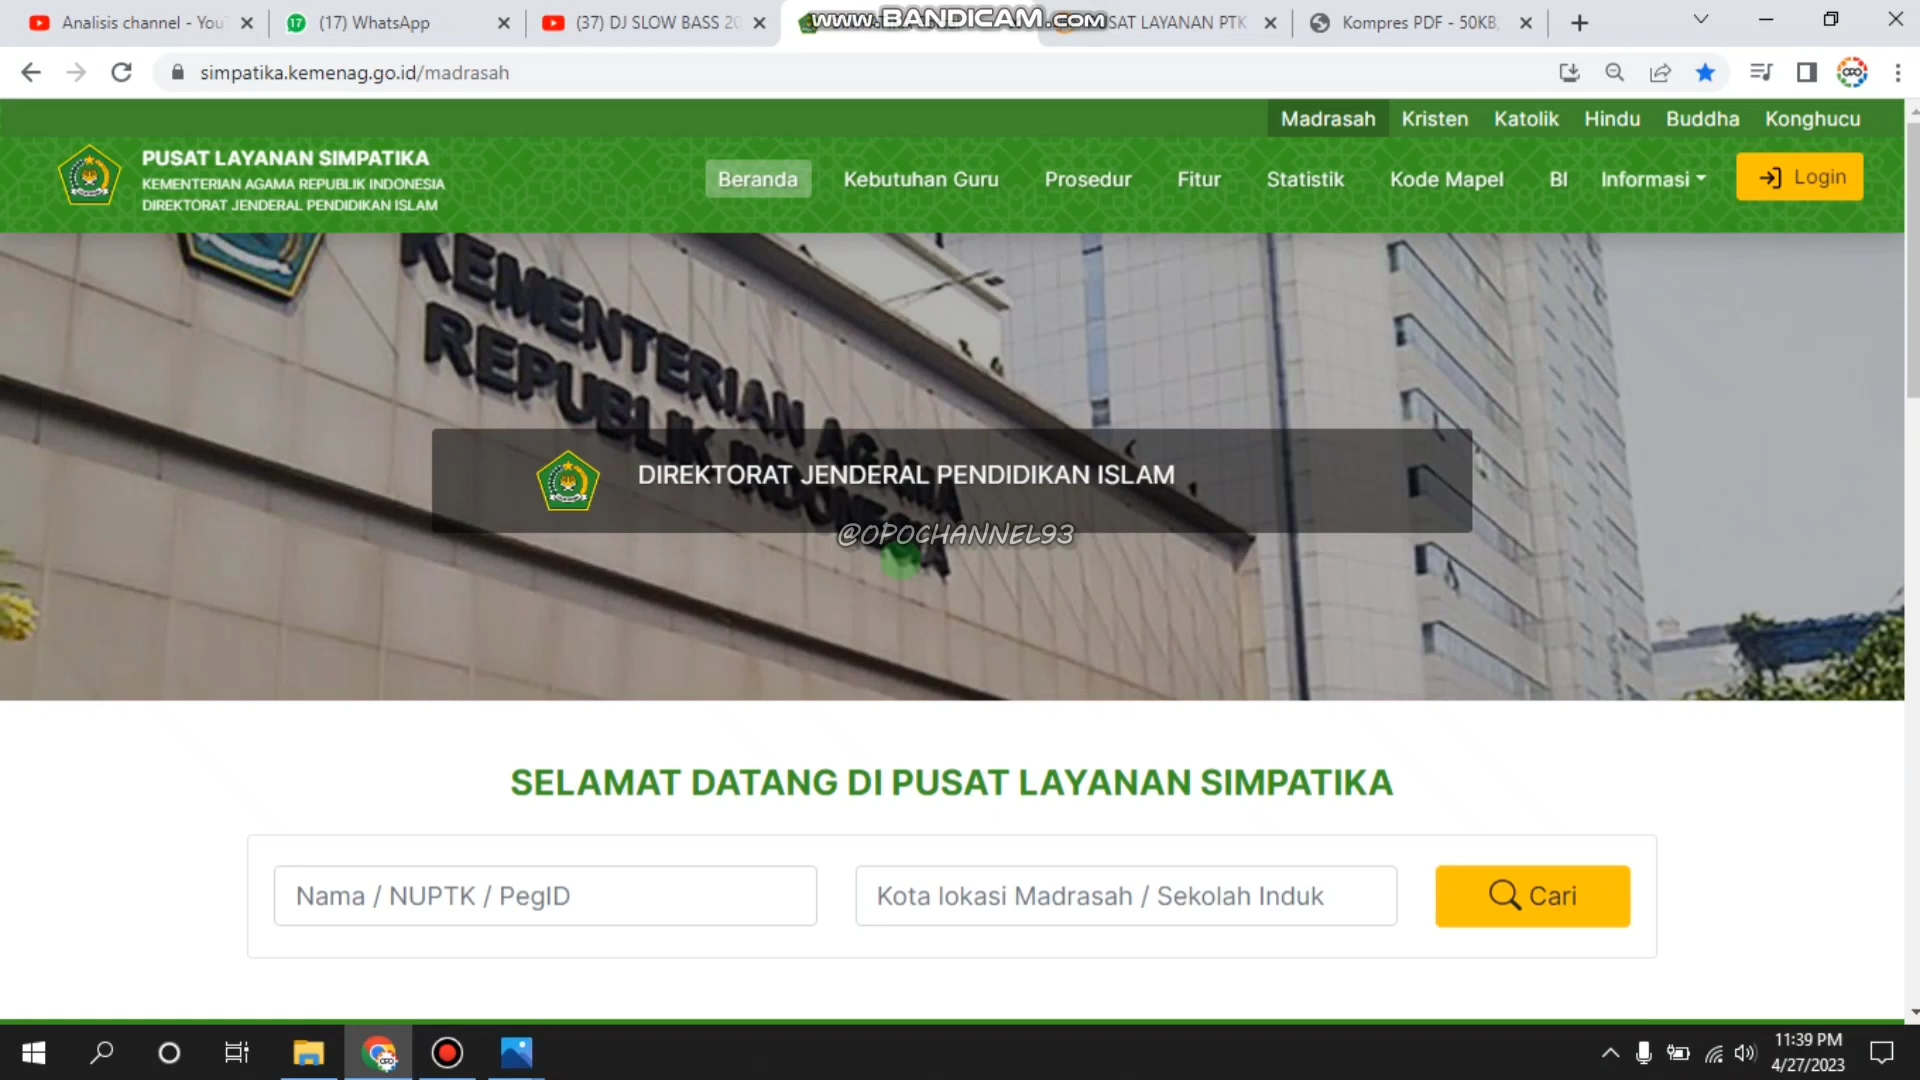 Analisis channel - You
(17) WhatsApp
(37) DJ SLOW BASS 20
www.BANDICAM.com
SAT LAYANAN PTK
Kompres PDF - 50KB,
simpatika.kemenag.go.id/madrasah
Madrasah Kristen Katolik Hindu Buddha Konghucu
PUSAT LAYANAN SIMPATIKA
KEMENTERIAN AGAMA REPUBLIK INDONESIA
DIREKTORAT JENDERAL PENDIDIKAN ISLAM
Beranda Kebutuhan Guru Prosedur Fitur Statistik Kode Mapel BI Informasi Login
KEMENTERIAN AGAMA
REPUBLIK INDONESIA
DIREKTORAT JENDERAL PENDIDIKAN ISLAM
@OPOCHANNEL93
SELAMAT DATANG DI PUSAT LAYANAN SIMPATIKA
Nama / NUPTK / PegID
Kota lokasi Madrasah / Sekolah Induk
Cari
11:39 PM
4/27/2023